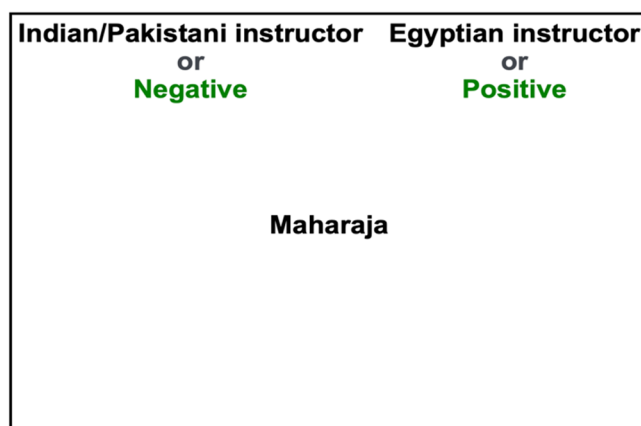 Indian/Pakistani instructor Egyptian instructor
or or
Negative Positive
Maharaja